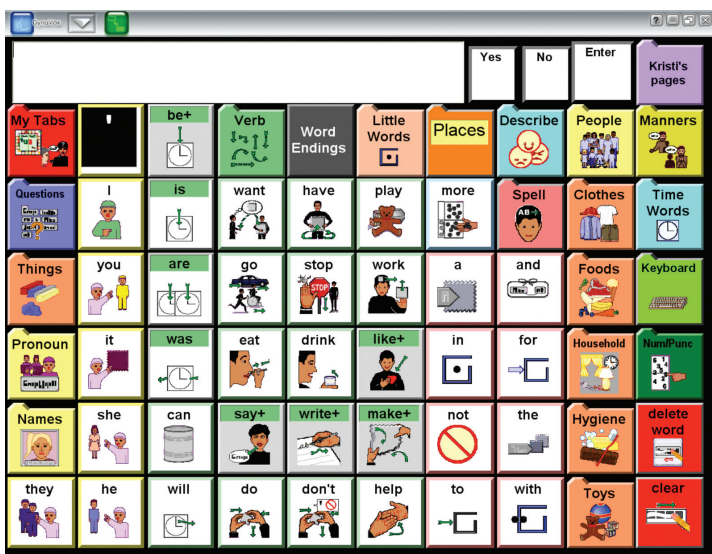 DynaVox
Yes
No
Enter
Kristi's
pages
My Tabs
'
be+
Verb
Word
Endings
Little
Words
Places
Describe
People
Manners
Questions
I
is
want
have
play
more
Spell
AB
Clothes
Time
Words
Things
you
are
go
stop
STOP
work
a
and
Foods
Keyboard
Pronoun
it
was
eat
drink
like+
in
for
Household
Num/Punc
Names
she
can
say+
write+
make+
not
the
Hygiene
delete
word
they
he
will
do
don't
help
to
with
Toys
clear